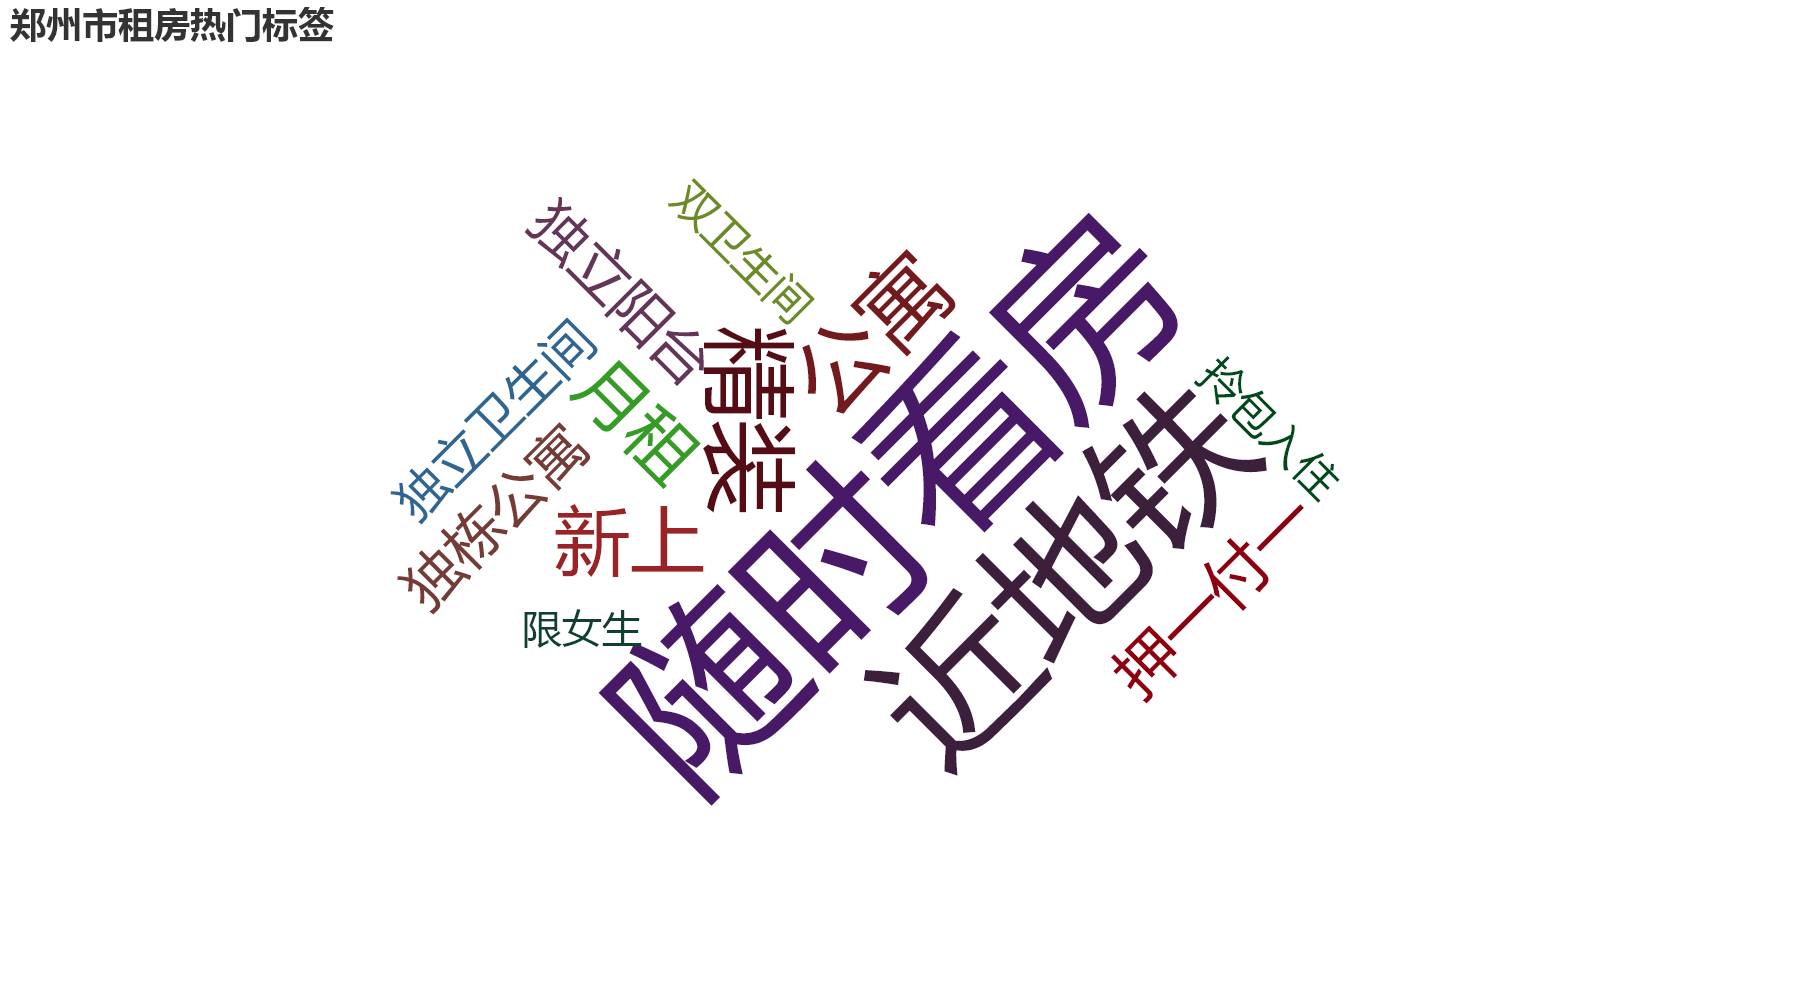 郑州市租房热门标签
双卫生间
独立阳台
公寓
随时看房
精装
独立卫生间
月租
近地铁
拎包入住
独栋公寓
新上
押一付一
限女生